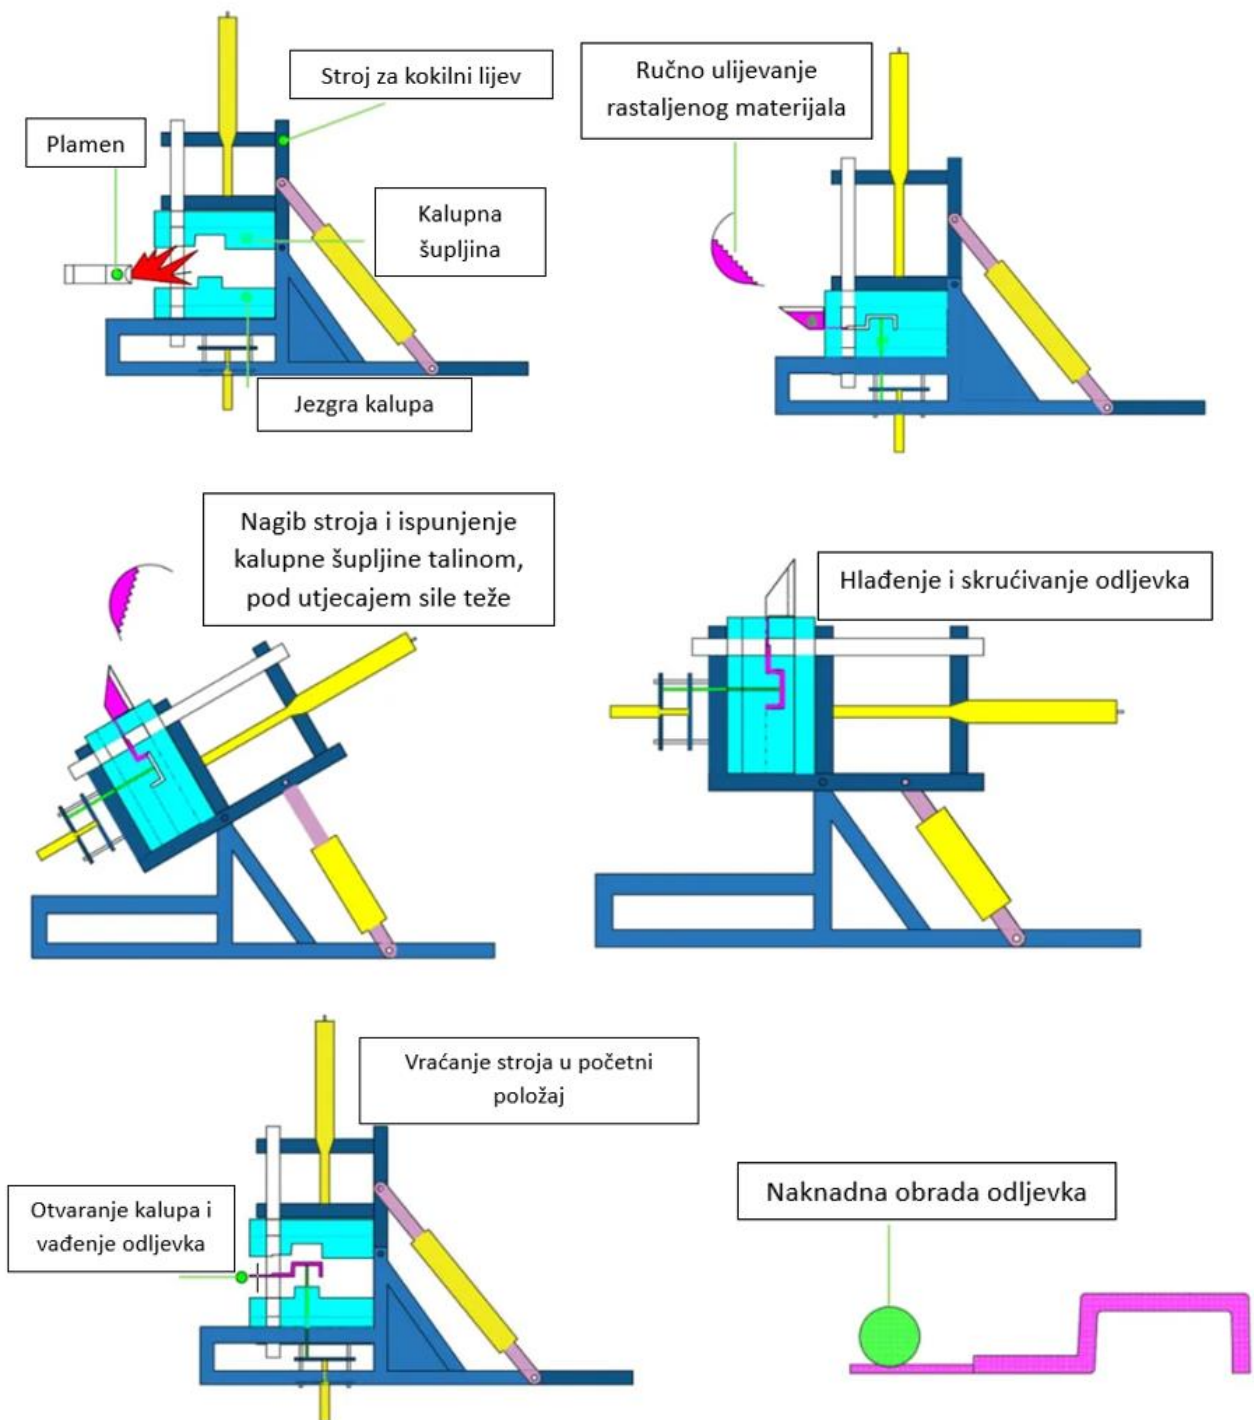 Stroj za kokilni lijev
Plamen
Kalupna
šupljina
Jezgra kalupa
Ručno ulijevanje
rastaljenog materijala
Nagib stroja i ispunjenje
kalupne šupljine talinom,
pod utjecajem sile teže
Hlađenje i skrućivanje odljevka
Vraćanje stroja u početni
položaj
Otvaranje kalupa i
vađenje odljevka
Naknadna obrada odljevka